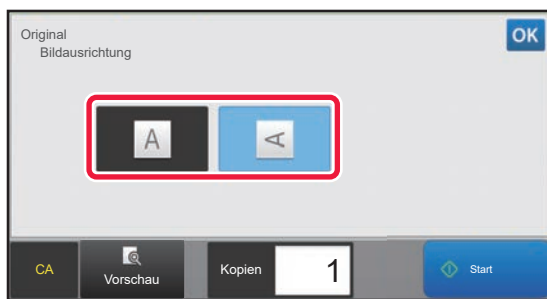 Original
Bildausrichtung
OK
A
A
CA
Vorschau
Kopien
1
Start